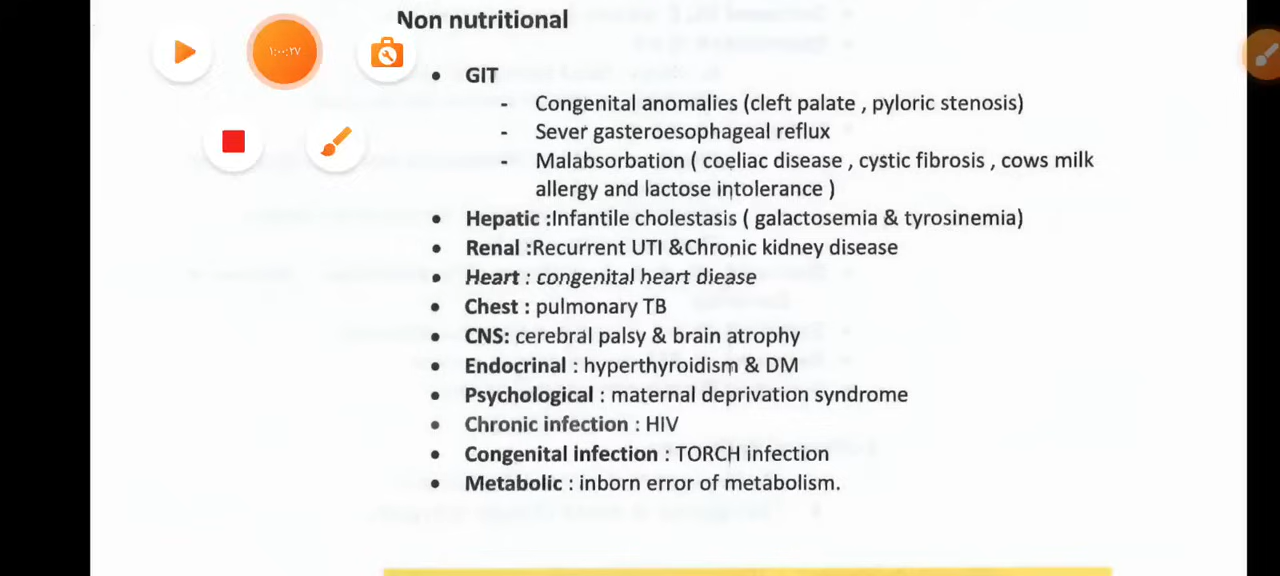 Non nutritional
١:٠٠:٢٧
• GIT
- Congenital anomalies (cleft palate , pyloric stenosis)
- Sever gasteroesophageal reflux
- Malabsorbation ( coeliac disease , cystic fibrosis , cows milk
allergy and lactose intolerance )
• Hepatic :Infantile cholestasis ( galactosemia & tyrosinemia)
• Renal :Recurrent UTI &Chronic kidney disease
• Heart : congenital heart diease
• Chest : pulmonary TB
• CNS: cerebral palsy & brain atrophy
• Endocrinal : hyperthyroidism & DM
• Psychological : maternal deprivation syndrome
• Chronic infection : HIV
• Congenital infection : TORCH infection
• Metabolic : inborn error of metabolism.